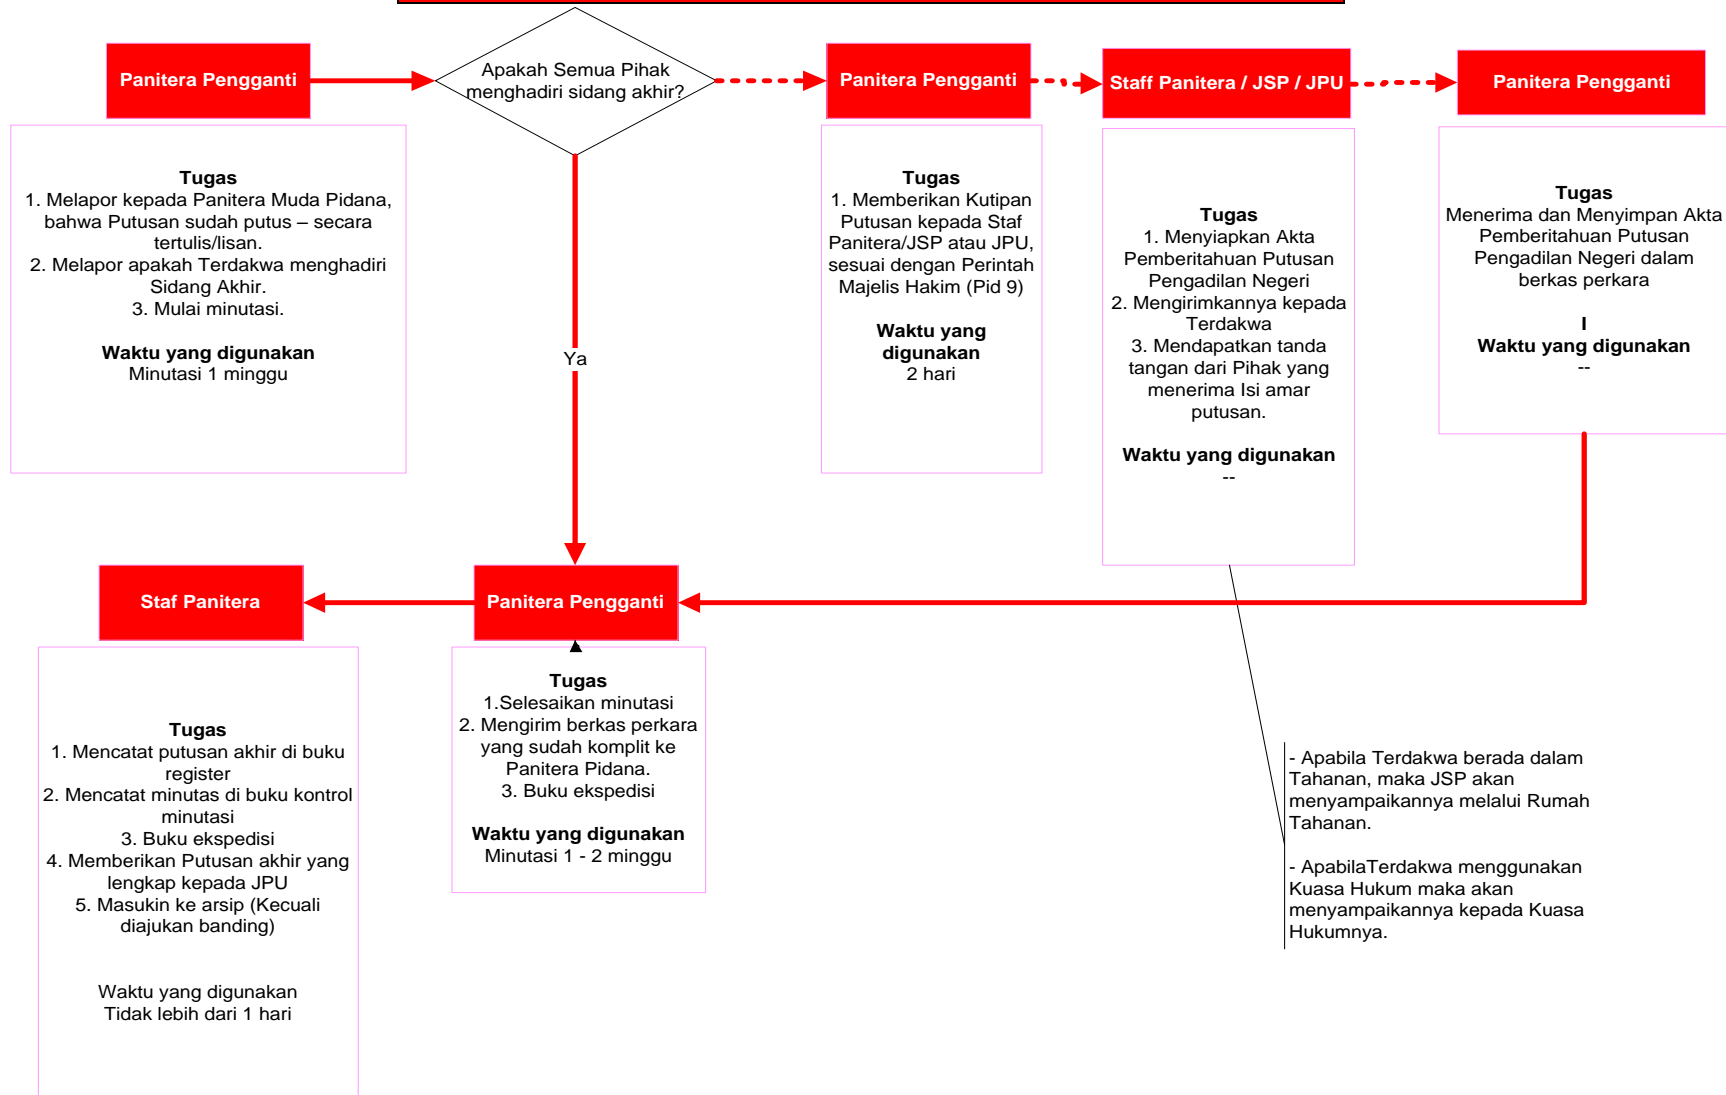 Panitera Pengganti
Apakah Semua Pihak
menghadiri sidang akhir?
Panitera Pengganti
Staff Panitera / JSP / JPU
Panitera Pengganti
Tugas
1. Melapor kepada Panitera Muda Pidana,
bahwa Putusan sudah putus – secara
tertulis/lisan.
2. Melapor apakah Terdakwa menghadiri
Sidang Akhir.
3. Mulai minutasi.
Waktu yang digunakan
Minutasi 1 minggu
Ya
Tugas
1. Memberikan Kutipan
Putusan kepada Staf
Panitera/JSP atau JPU,
sesuai dengan Perintah
Majelis Hakim (Pid 9)
Waktu yang
digunakan
2 hari
Tugas
1. Menyiapkan Akta
Pemberitahuan Putusan
Pengadilan Negeri
2. Mengirimkannya kepada
Terdakwa
3. Mendapatkan tanda
tangan dari Pihak yang
menerima Isi amar
putusan.
Waktu yang digunakan
--
Tugas
Menerima dan Menyimpan Akta
Pemberitahuan Putusan
Pengadilan Negeri dalam
berkas perkara
I
Waktu yang digunakan
--
Staf Panitera
Panitera Pengganti
Tugas
1. Mencatat putusan akhir di buku
register
2. Mencatat minutas di buku kontrol
minutasi
3. Buku ekspedisi
4. Memberikan Putusan akhir yang
lengkap kepada JPU
5. Masukin ke arsip (Kecuali
diajukan banding)
Waktu yang digunakan
Tidak lebih dari 1 hari
Tugas
1.Selesaikan minutasi
2. Mengirim berkas perkara
yang sudah komplit ke
Panitera Pidana.
3. Buku ekspedisi
Waktu yang digunakan
Minutasi 1 - 2 minggu
- Apabila Terdakwa berada dalam
Tahanan, maka JSP akan
menyampaikannya melalui Rumah
Tahanan.
- ApabilaTerdakwa menggunakan
Kuasa Hukum maka akan
menyampaikannya kepada Kuasa
Hukumnya.